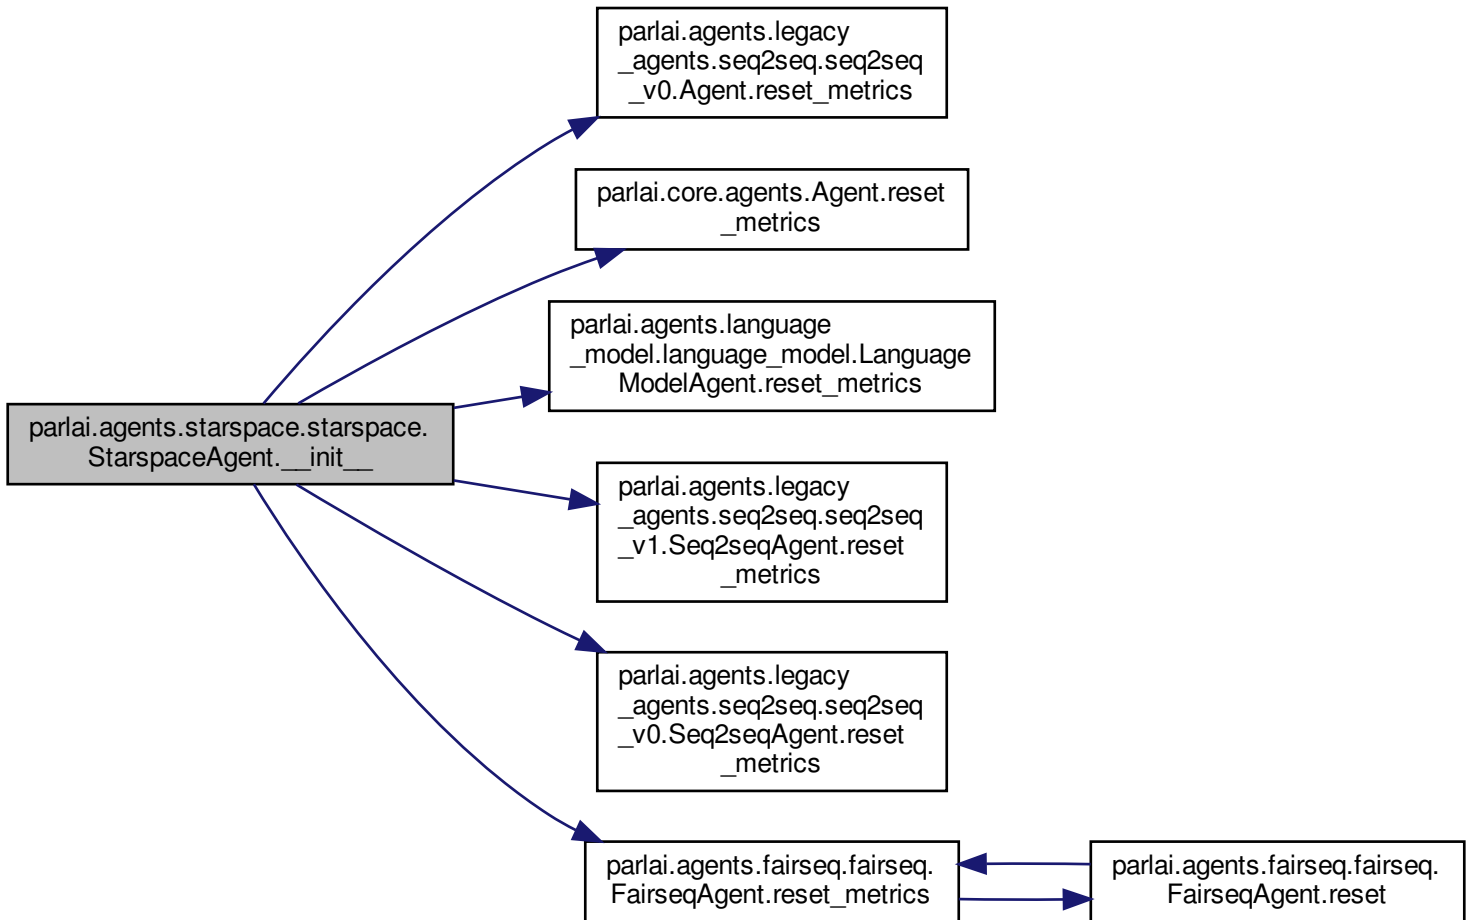 parlai.agents.legacy
_agents.seq2seq.seq2seq
_v0.Agent.reset_metrics
parlai.core.agents.Agent.reset
_metrics
parlai.agents.language
_model.language_model.Language
ModelAgent.reset_metrics
parlai.agents.starspace.starspace.
StarspaceAgent.__init__
parlai.agents.legacy
_agents.seq2seq.seq2seq
_v1.Seq2seqAgent.reset
_metrics
parlai.agents.legacy
_agents.seq2seq.seq2seq
_v0.Seq2seqAgent.reset
_metrics
parlai.agents.fairseq.fairseq.
FairseqAgent.reset_metrics
parlai.agents.fairseq.fairseq.
FairseqAgent.reset